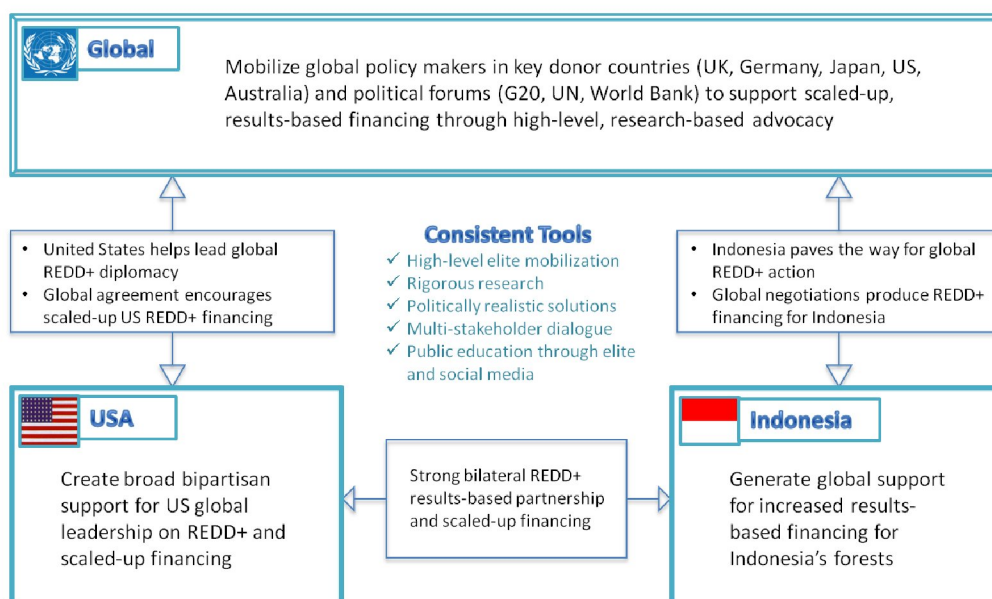 Global
Mobilize global policy makers in key donor countries (UK, Germany, Japan, US,
Australia) and political forums (G20, UN, World Bank) to support scaled-up,
results-based financing through high-level, research-based advocacy
• United States helps lead global
REDD+ diplomacy
• Global agreement encourages
scaled-up US REDD+ financing
Consistent Tools
✓ High-level elite mobilization
✓ Rigorous research
✓ Politically realistic solutions
✓ Multi-stakeholder dialogue
✓ Public education through elite
and social media
• Indonesia paves the way for global
REDD+ action
• Global negotiations produce REDD+
financing for Indonesia
USA
Create broad bipartisan
support for US global
leadership on REDD+ and
scaled-up financing
Strong bilateral REDD+
results-based partnership
and scaled-up financing
Indonesia
Generate global support
for increased results-
based financing for
Indonesia’s forests